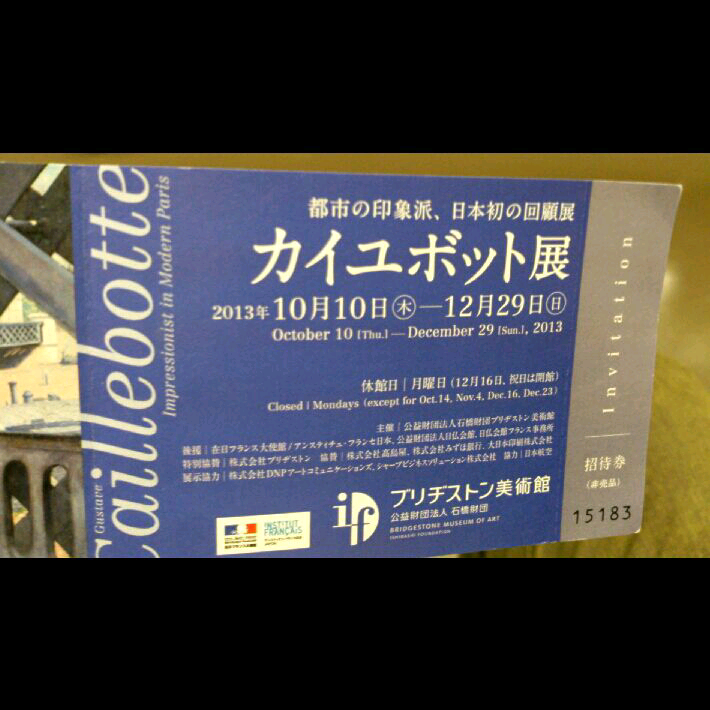 Gustave
Caillebotte
Impressionist in Modern Paris
都市の印象派、日本初の回顧展
カイユボット展
2013年10月10日(木)―12月29日(日)
October 10 [Thu.] — December 29 [Sun.], 2013
休館日|月曜日(12月16日、祝日は開館)
Closed | Mondays (except for Oct.14, Nov.4, Dec.16, Dec.23)
主催|公益財団法人石橋財団ブリヂストン美術館
後援|在日フランス大使館/アンスティチュ・フランセ日本、公益財団法人日仏会館、日仏会館フランス事務所
特別協賛|株式会社ブリヂストン 協賛|株式会社髙島屋、株式会社みずほ銀行、大日本印刷株式会社
展示協力|株式会社DNPアートコミュニケーションズ、シャープビジネスソリューション株式会社 協力|日本航空
INSTITUT
FRANÇAIS
if
ブリヂストン美術館
公益財団法人 石橋財団
BRIDGESTONE MUSEUM OF ART
ISHIBASHI FOUNDATION
Invitation
招待券
(非売品)
15183